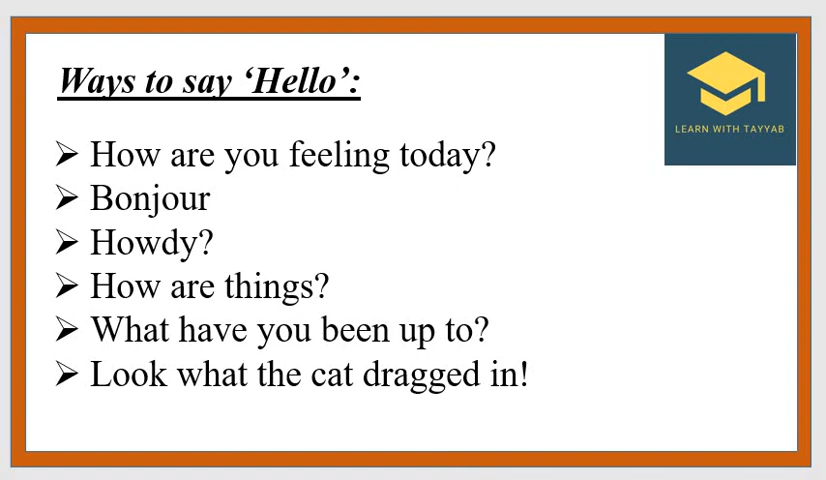 Ways to say ‘Hello’:
LEARN WITH TAYYAB
➢ How are you feeling today?
➢ Bonjour
➢ Howdy?
➢ How are things?
➢ What have you been up to?
➢ Look what the cat dragged in!